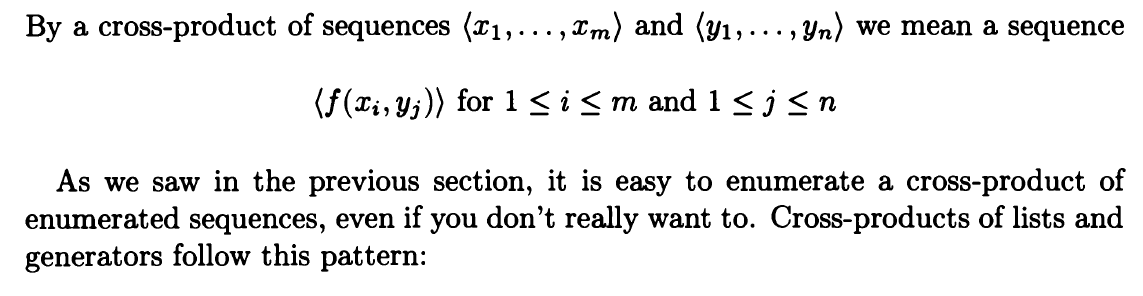 By a cross-product of sequences ⟨x₁, . . . , xₘ⟩ and ⟨y₁, . . . , yₙ⟩ we mean a sequence
⟨f(xᵢ, yⱼ)⟩ for 1 ≤ i ≤ m and 1 ≤ j ≤ n
As we saw in the previous section, it is easy to enumerate a cross-product of
enumerated sequences, even if you don't really want to. Cross-products of lists and
generators follow this pattern: